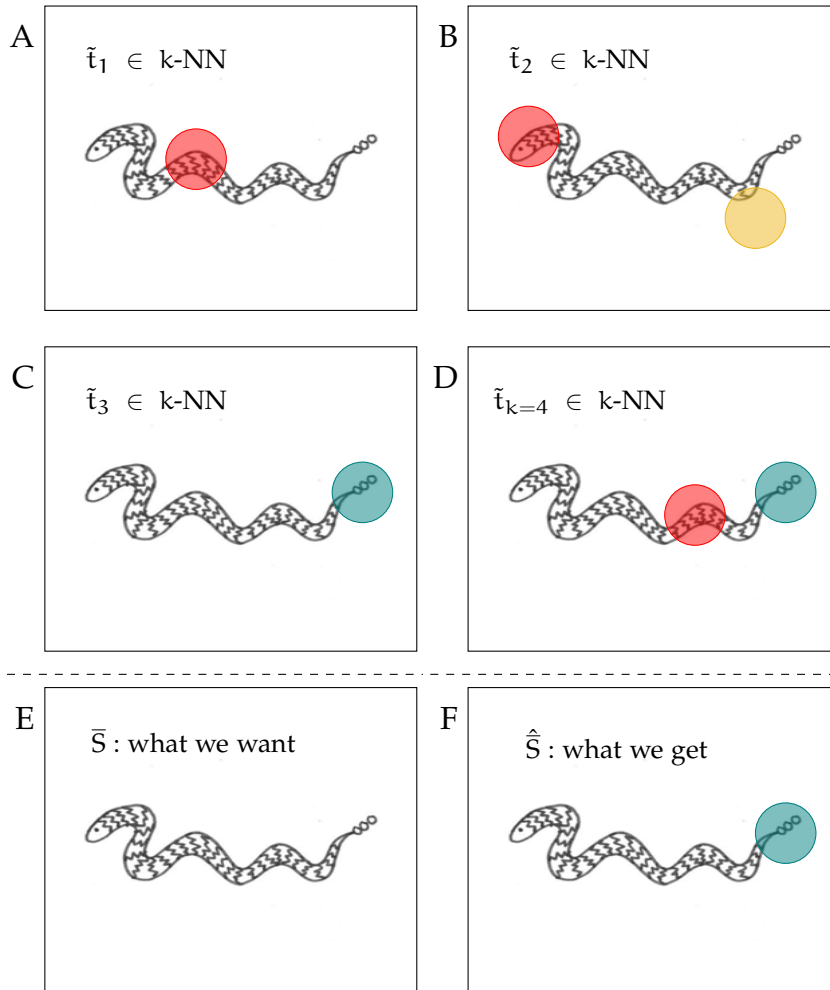 A
t̃₁ ∈ k-NN
B
t̃₂ ∈ k-NN
C
t̃₃ ∈ k-NN
D
t̃ₖ₌₄ ∈ k-NN
E
S̄ : what we want
F
S̄̂ : what we get